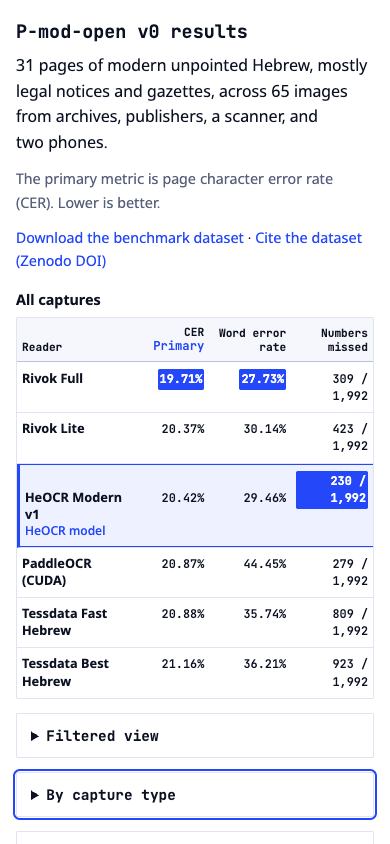 P-mod-open v0 results
31 pages of modern unpointed Hebrew, mostly
legal notices and gazettes, across 65 images
from archives, publishers, a scanner, and
two phones.
The primary metric is page character error rate
(CER). Lower is better.
Download the benchmark dataset · Cite the dataset
(Zenodo DOI)
All captures
Reader CER Primary Word error rate Numbers missed
Rivok Full 19.71% 27.73% 309 / 1,992
Rivok Lite 20.37% 30.14% 423 / 1,992
HeOCR Modern v1 HeOCR model 20.42% 29.46% 230 / 1,992
PaddleOCR (CUDA) 20.87% 44.45% 279 / 1,992
Tessdata Fast Hebrew 20.88% 35.74% 809 / 1,992
Tessdata Best Hebrew 21.16% 36.21% 923 / 1,992
▶ Filtered view
▶ By capture type